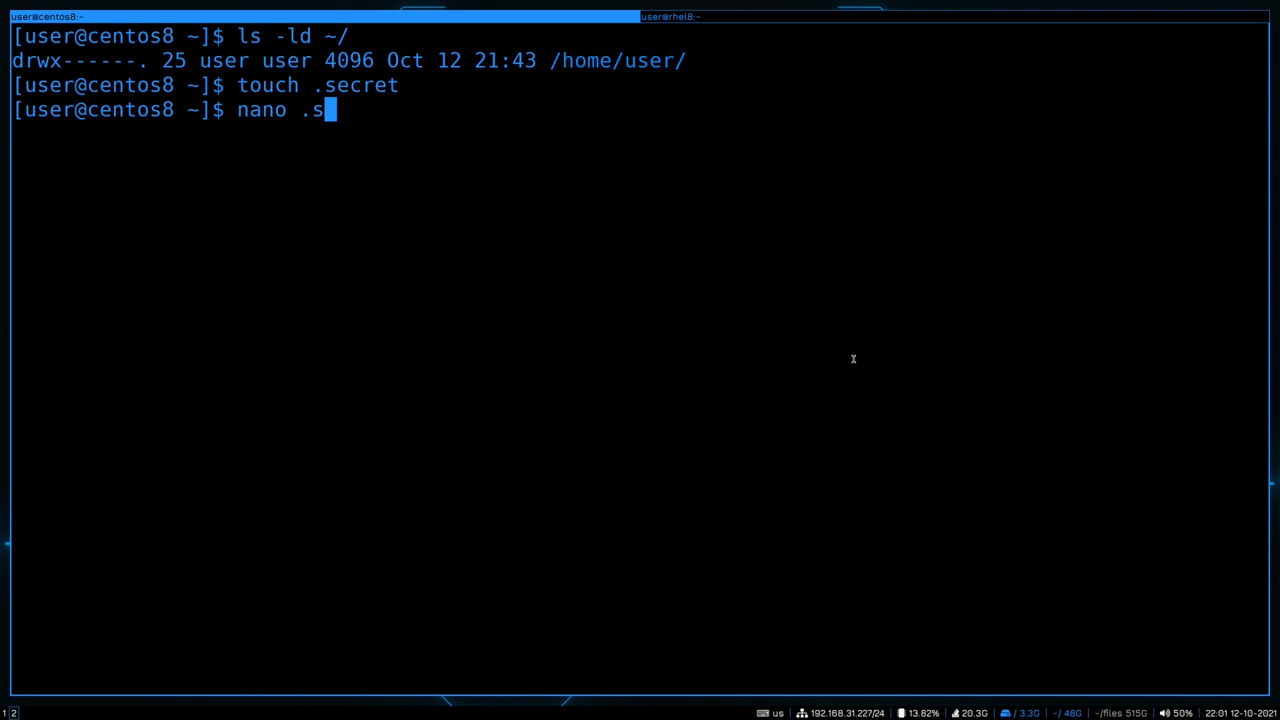 user@centos8:~ user@rhel8:~
[user@centos8 ~]$ ls -ld ~/
drwx------. 25 user user 4096 Oct 12 21:43 /home/user/
[user@centos8 ~]$ touch .secret
[user@centos8 ~]$ nano .s
1 2 us 192.168.31.227/24 13.82% 20.3G / 3.3G ~/ 48G ~/files 515G 50% 22:01 12-10-2021